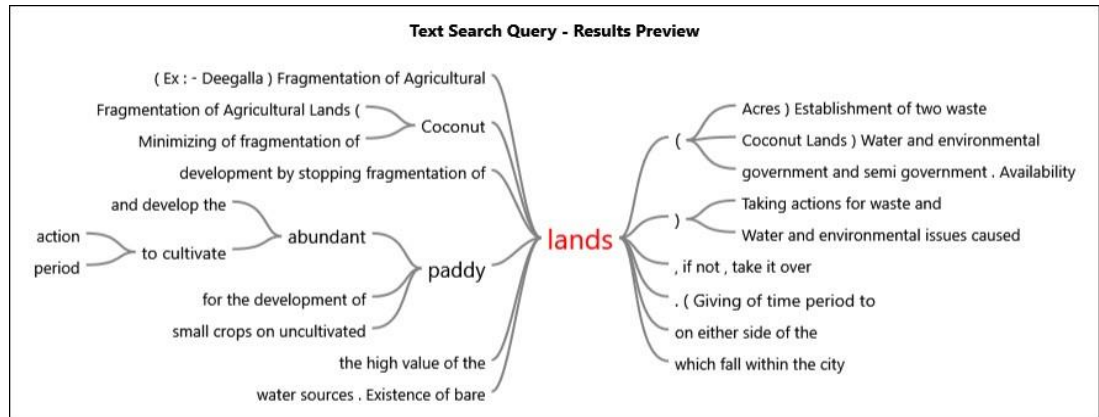 Text Search Query - Results Preview
( Ex : - Deegalla ) Fragmentation of Agricultural
Fragmentation of Agricultural Lands (
Minimizing of fragmentation of
Coconut
development by stopping fragmentation of
and develop the
action
period
to cultivate
abundant
for the development of
small crops on uncultivated
paddy
the high value of the
water sources . Existence of bare
lands
(
Acres ) Establishment of two waste
Coconut Lands ) Water and environmental
government and semi government . Availability
)
Taking actions for waste and
Water and environmental issues caused
, if not , take it over
. ( Giving of time period to
on either side of the
which fall within the city